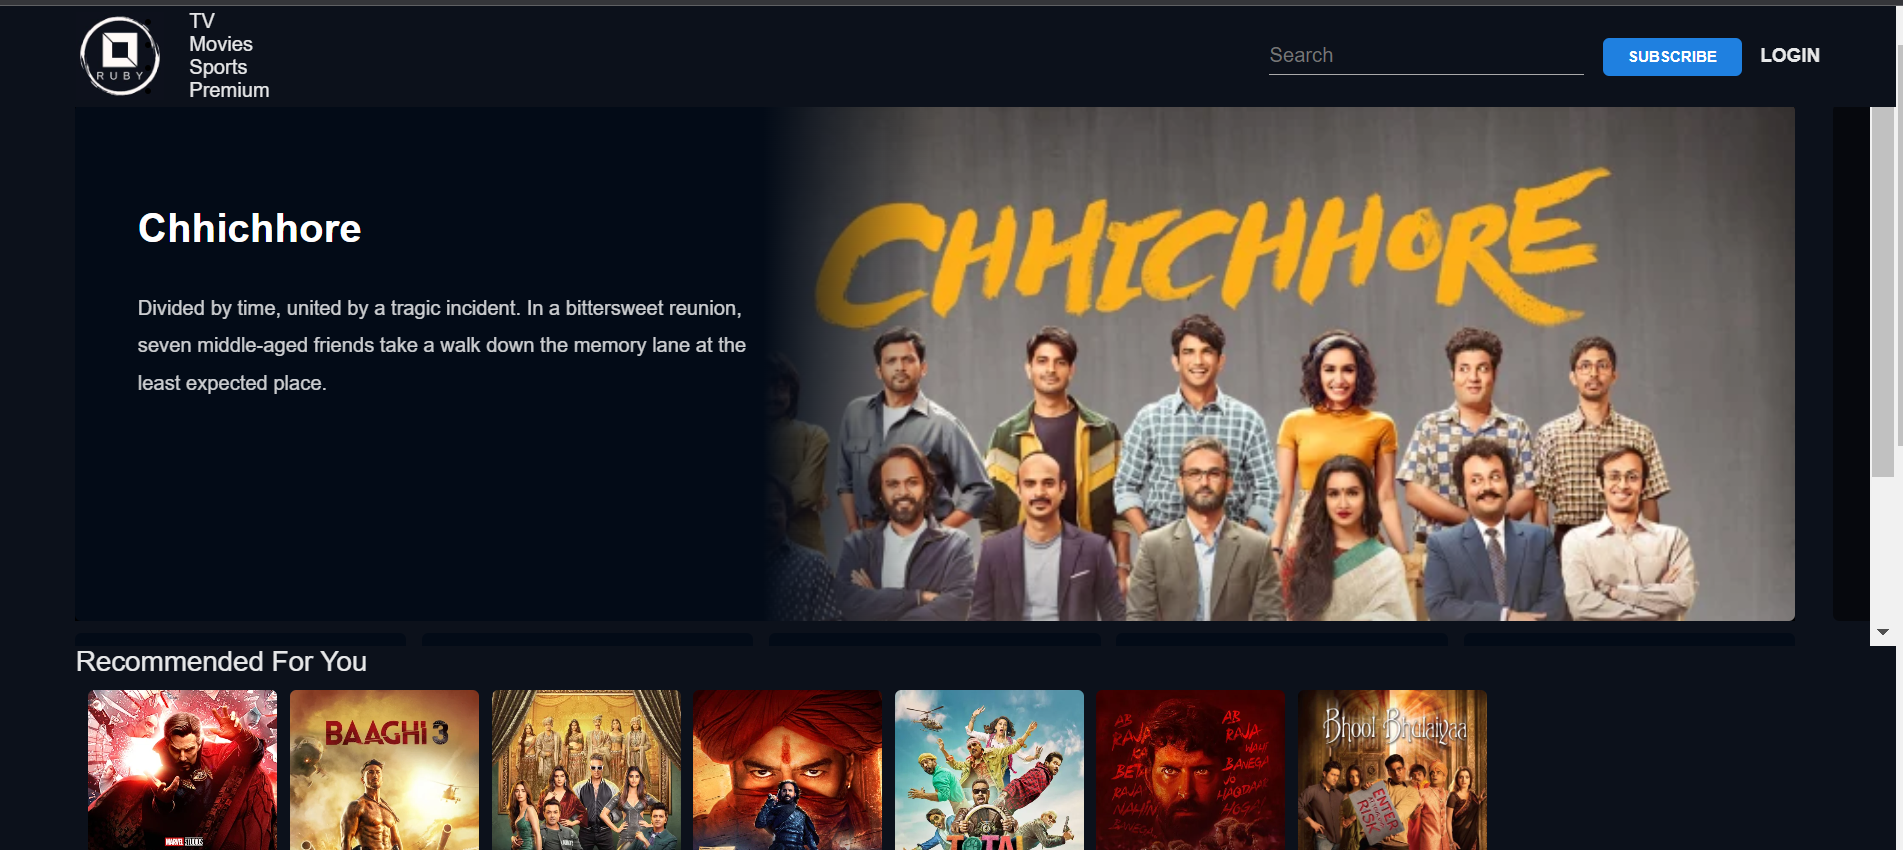 RUBY
TV
Movies
Sports
Premium
Search
SUBSCRIBE
LOGIN
Chhichhore
Divided by time, united by a tragic incident. In a bittersweet reunion,
seven middle-aged friends take a walk down the memory lane at the
least expected place.
CHHICHHORE
Recommended For You
MARVEL STUDIOS
BAAGHI 3
TOTAL
AB
RAJA
KA
BETA
RAJA
NAHIN
AB
RAJA
WAHI
BANEGA
JO
HAQDAAR
HOGA
Bhool Bhulaiyaa
ENTER
RISK